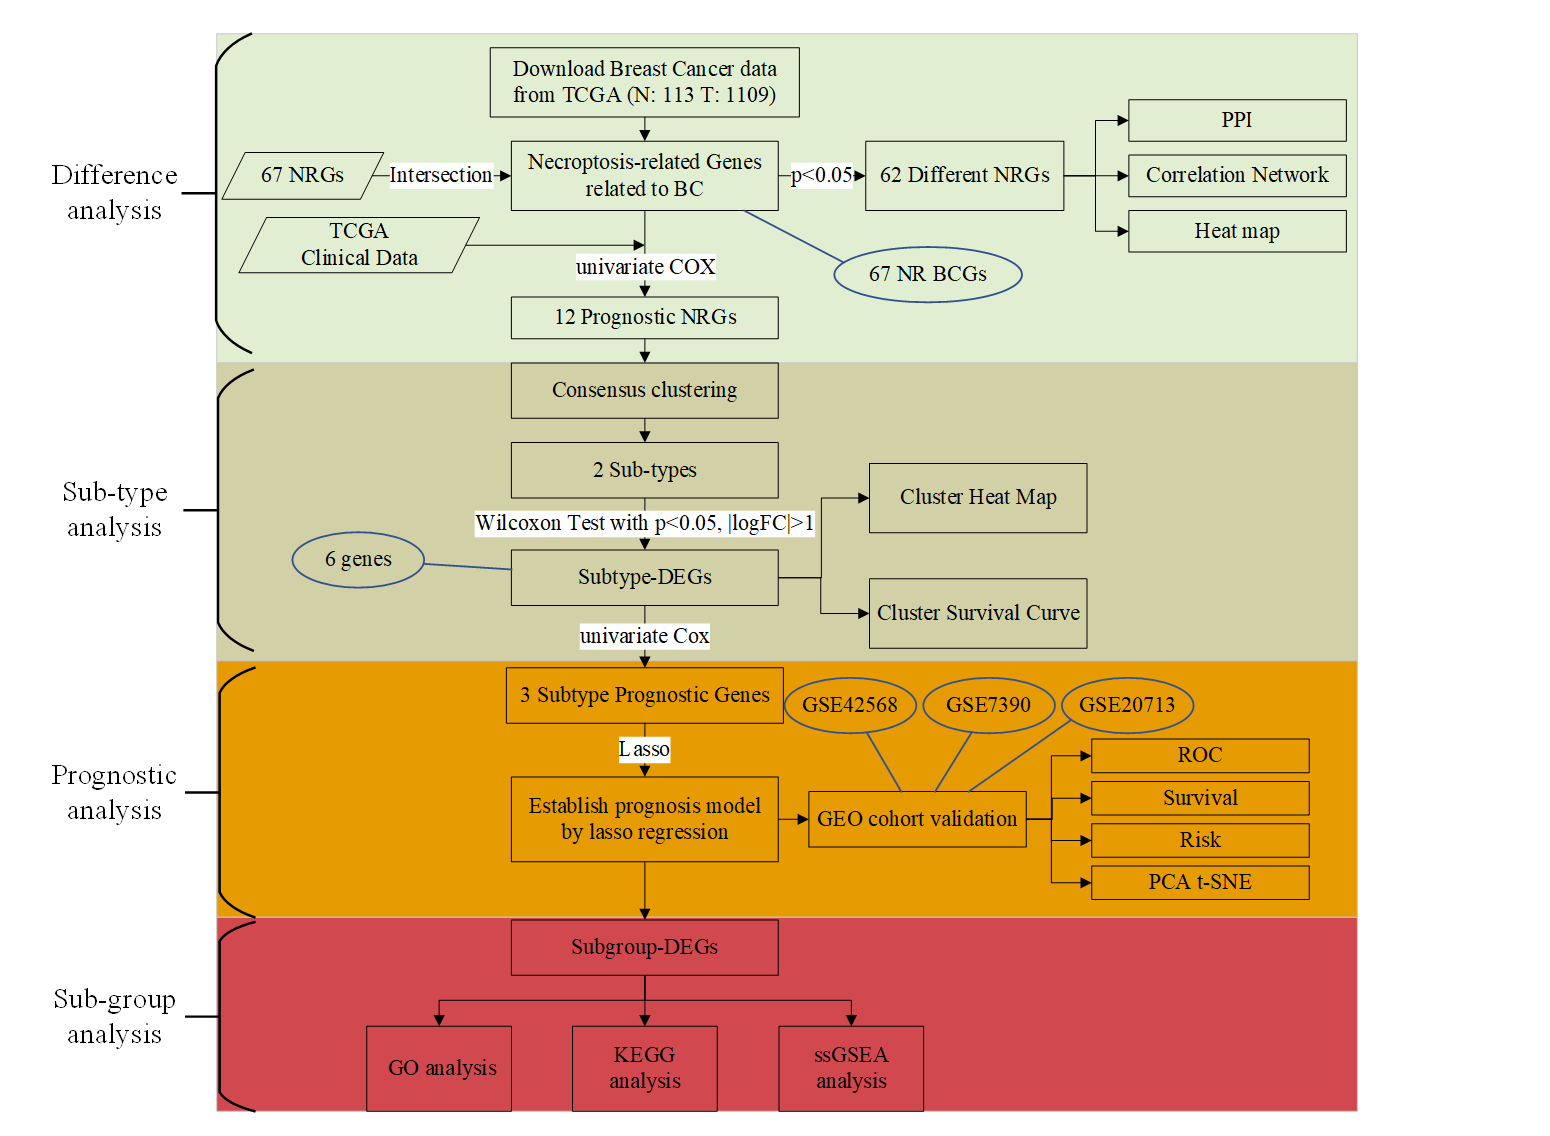 Difference
analysis
Download Breast Cancer data
from TCGA (N: 113 T: 1109)
67 NRGs
Intersection
Necroptosis-related Genes
related to BC
p<0.05
62 Different NRGs
PPI
Correlation Network
Heat map
TCGA
Clinical Data
univariate COX
67 NR BCGs
12 Prognostic NRGs
Sub-type
analysis
Consensus clustering
2 Sub-types
Wilcoxon Test with p<0.05, |logFC|>1
6 genes
Subtype-DEGs
Cluster Heat Map
Cluster Survival Curve
univariate Cox
Prognostic
analysis
3 Subtype Prognostic Genes
GSE42568
GSE7390
GSE20713
Lasso
Establish prognosis model
by lasso regression
GEO cohort validation
ROC
Survival
Risk
PCA t-SNE
Sub-group
analysis
Subgroup-DEGs
GO analysis
KEGG
analysis
ssGSEA
analysis